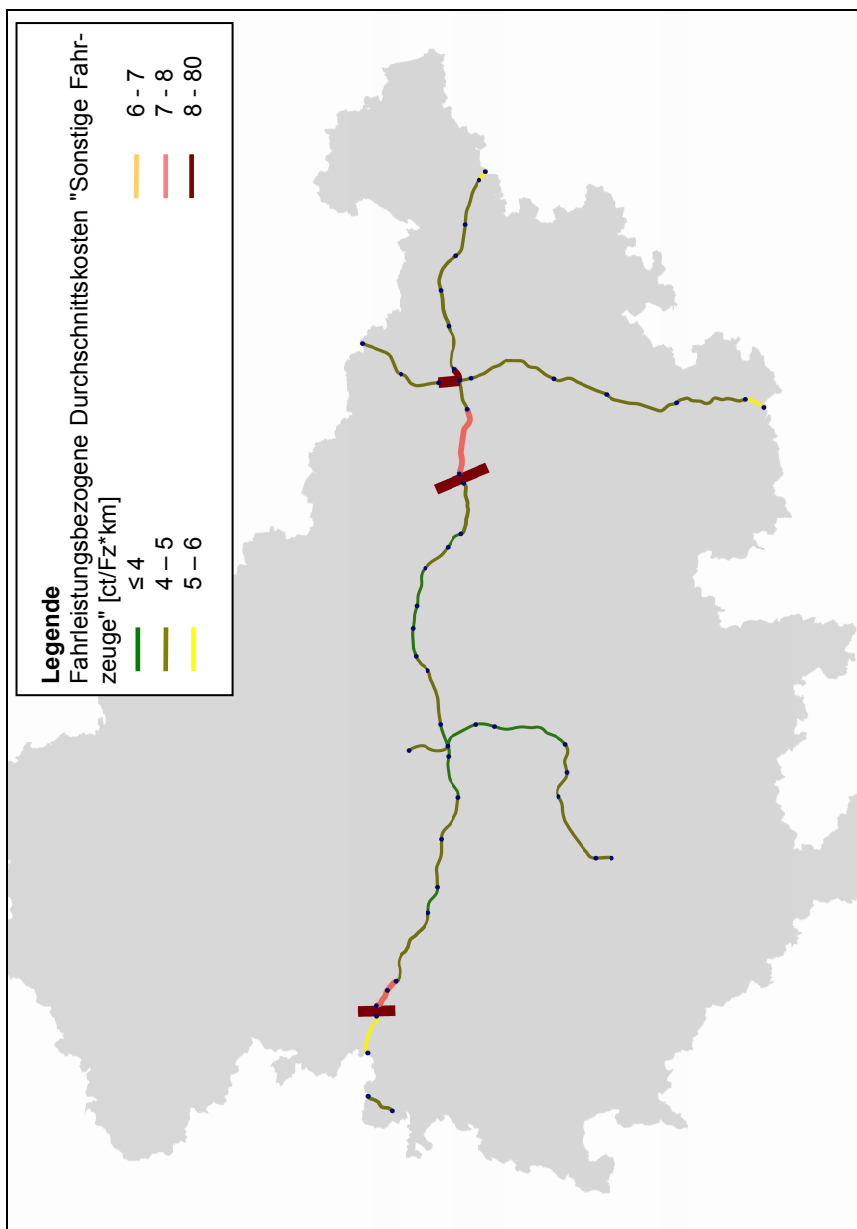 Legende
Fahrleistungsbezogene Durchschnittskosten "Sonstige Fahr-
zeuge" [ct/Fz*km]
≤ 4
4 – 5
5 – 6
6 - 7
7 - 8
8 - 80